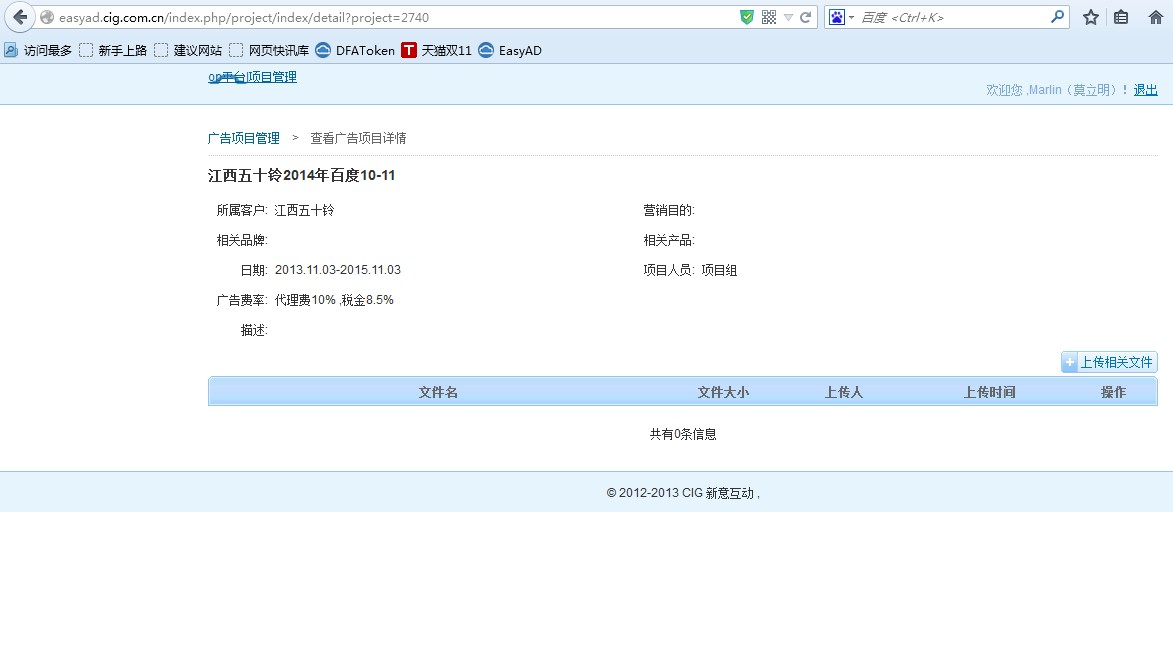 easyad.cig.com.cn/index.php/project/index/detail?project=2740 百度 <Ctrl+K>
访问最多 新手上路 建议网站 网页快讯库 DFAToken T 天猫双11 EasyAD
op平台|项目管理
欢迎您 ,Marlin（莫立明）! 退出
广告项目管理 > 查看广告项目详情
江西五十铃2014年百度10-11
所属客户: 江西五十铃 营销目的:
相关品牌: 相关产品:
日期: 2013.11.03-2015.11.03 项目人员: 项目组
广告费率: 代理费10% ,税金8.5%
描述:
+ 上传相关文件
文件名 文件大小 上传人 上传时间 操作
共有0条信息
© 2012-2013 CIG 新意互动 ,